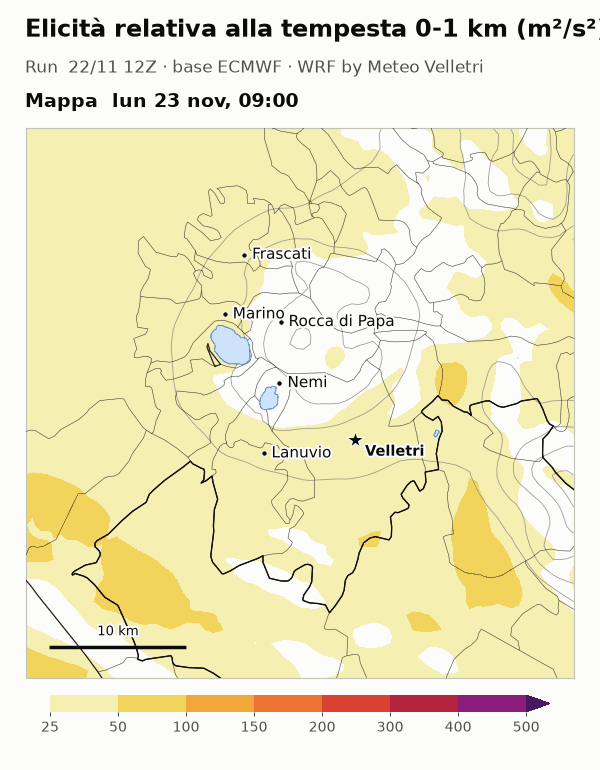 Elicità relativa alla tempesta 0-1 km (m²/s²)
Run 22/11 12Z · base ECMWF · WRF by Meteo Velletri
Mappa lun 23 nov, 09:00
Frascati
Marino
Rocca di Papa
Nemi
Velletri
Lanuvio
10 km
25 50 100 150 200 300 400 500